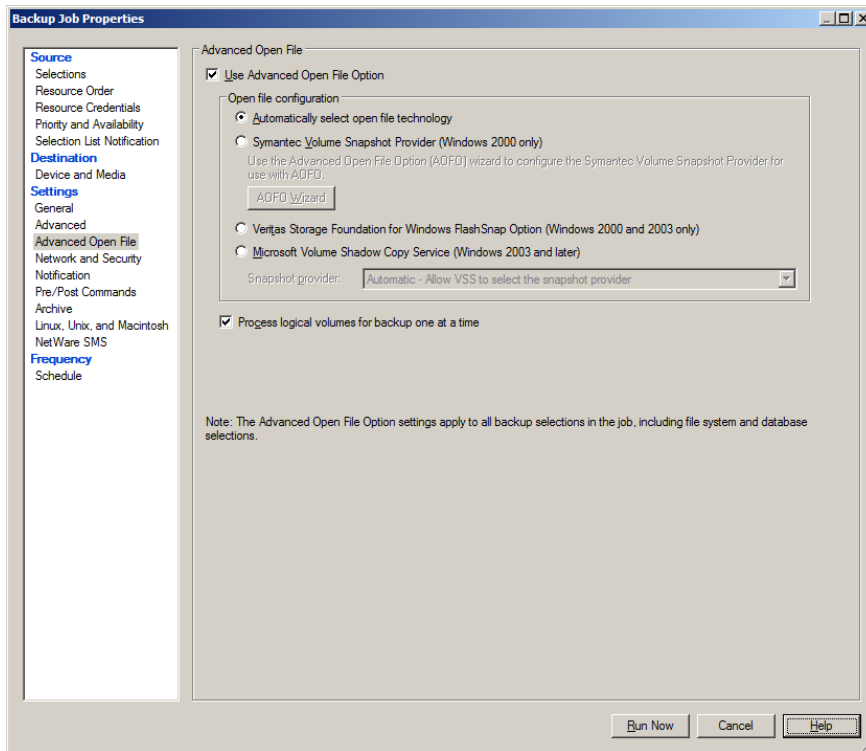 Backup Job Properties
Source
Selections
Resource Order
Resource Credentials
Priority and Availability
Selection List Notification
Destination
Device and Media
Settings
General
Advanced
Advanced Open File
Network and Security
Notification
Pre/Post Commands
Archive
Linux, Unix, and Macintosh
NetWare SMS
Frequency
Schedule
Advanced Open File
Use Advanced Open File Option
Open file configuration
Automatically select open file technology
Symantec Volume Snapshot Provider (Windows 2000 only)
Use the Advanced Open File Option (AOFO) wizard to configure the Symantec Volume Snapshot Provider for
use with AOFO.
AOFO Wizard
Veritas Storage Foundation for Windows FlashSnap Option (Windows 2000 and 2003 only)
Microsoft Volume Shadow Copy Service (Windows 2003 and later)
Snapshot provider: Automatic - Allow VSS to select the snapshot provider
Process logical volumes for backup one at a time
Note: The Advanced Open File Option settings apply to all backup selections in the job, including file system and database
selections.
Run Now Cancel Help